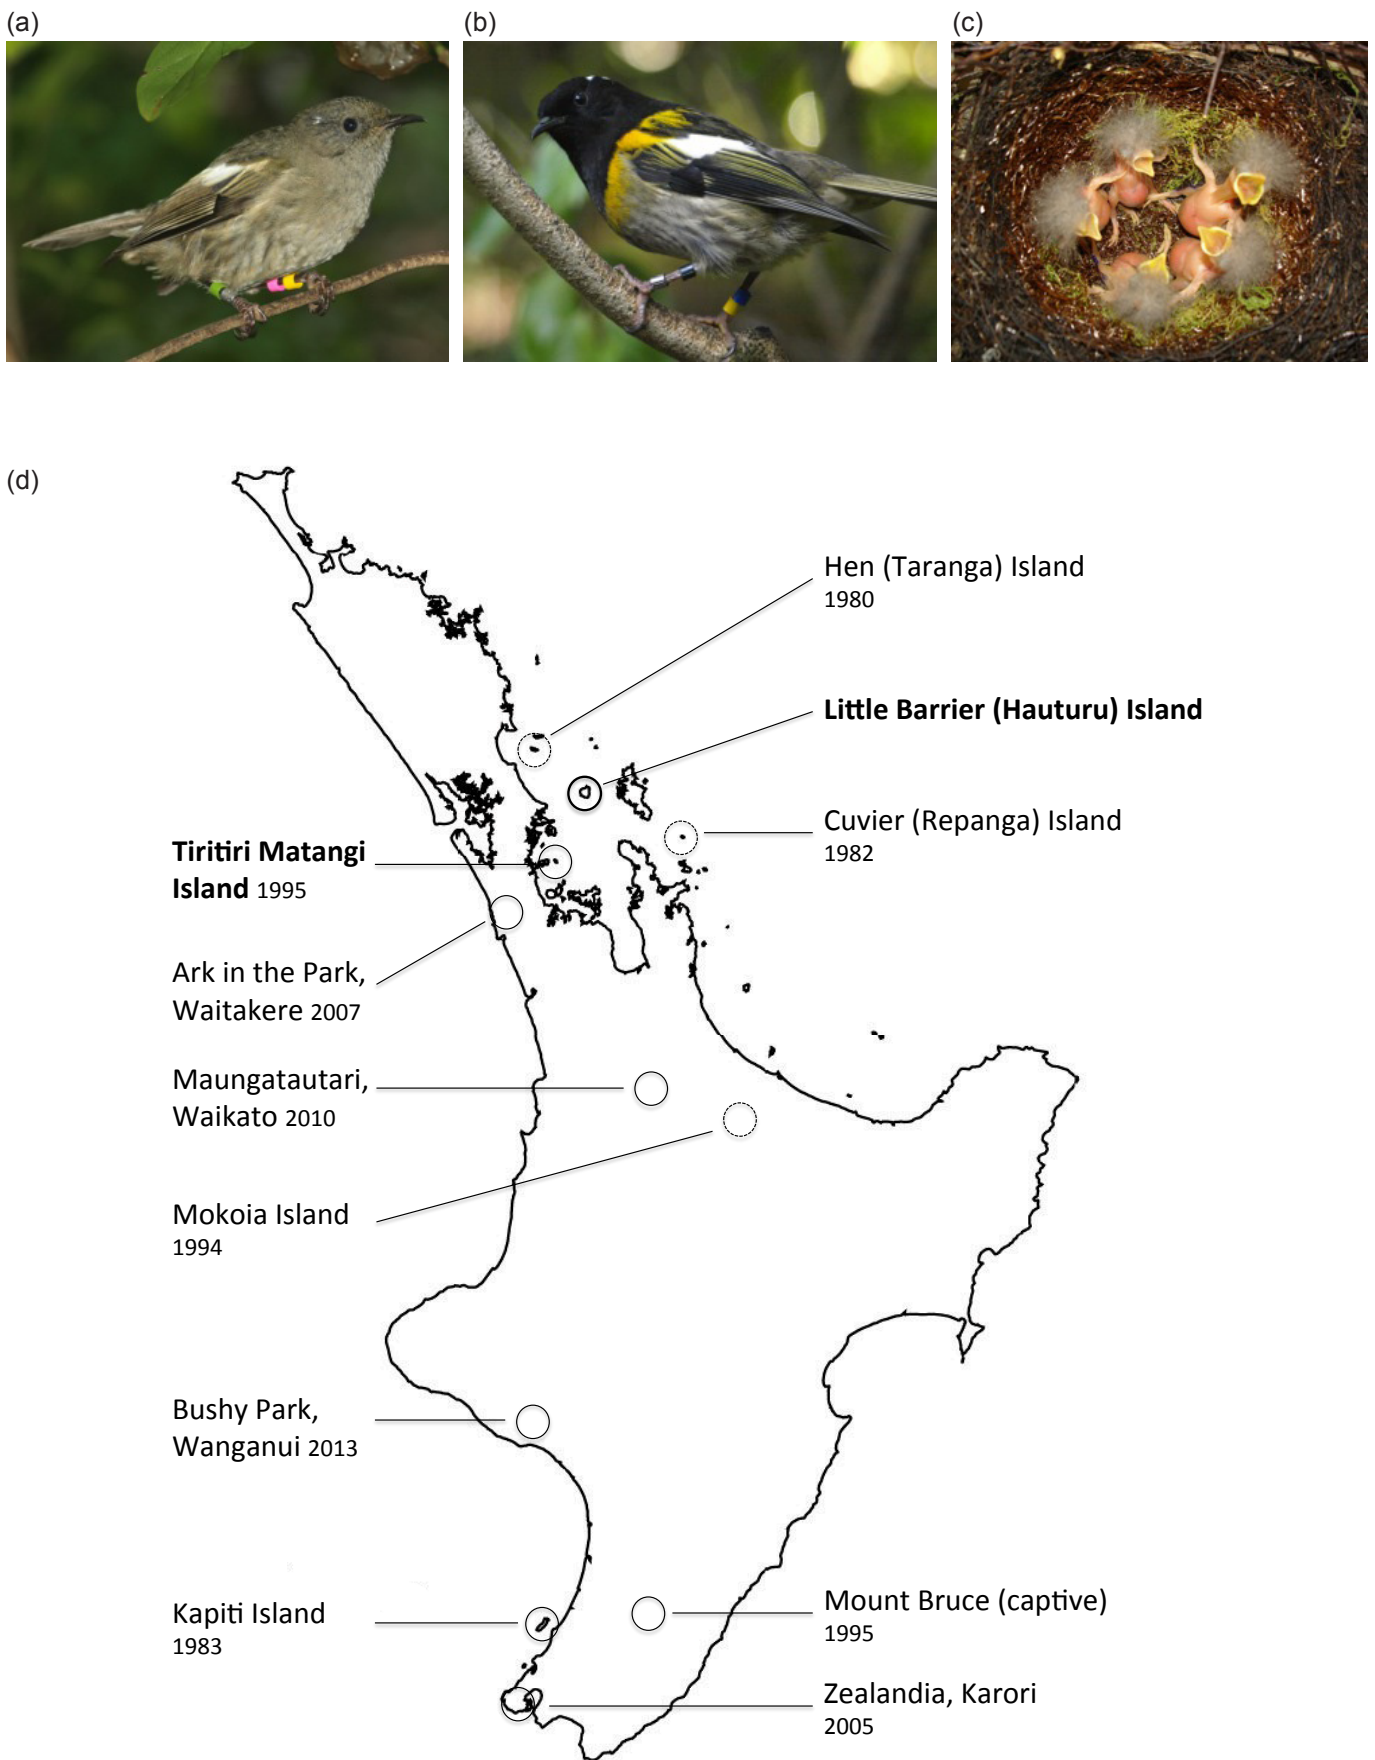 (a)
(b)
(c)
(d)
Hen (Taranga) Island
1980
Little Barrier (Hauturu) Island
Cuvier (Repanga) Island
1982
Tiritiri Matangi
Island 1995
Ark in the Park,
Waitakere 2007
Maungatautari,
Waikato 2010
Mokoia Island
1994
Bushy Park,
Wanganui 2013
Kapiti Island
1983
Mount Bruce (captive)
1995
Zealandia, Karori
2005